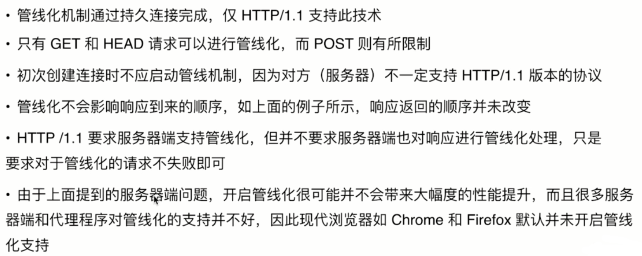 • 管线化机制通过持久连接完成，仅 HTTP/1.1 支持此技术
• 只有 GET 和 HEAD 请求可以进行管线化，而 POST 则有所限制
• 初次创建连接时不应启动管线机制，因为对方（服务器）不一定支持 HTTP/1.1 版本的协议
• 管线化不会影响响应到来的顺序，如上面的例子所示，响应返回的顺序并未改变
• HTTP /1.1 要求服务器端支持管线化，但并不要求服务器端也对响应进行管线化处理，只是
要求对于管线化的请求不失败即可
• 由于上面提到的服务器端问题，开启管线化很可能并不会带来大幅度的性能提升，而且很多服务
器端和代理程序对管线化的支持并不好，因此现代浏览器如 Chrome 和 Firefox 默认并未开启管线
化支持